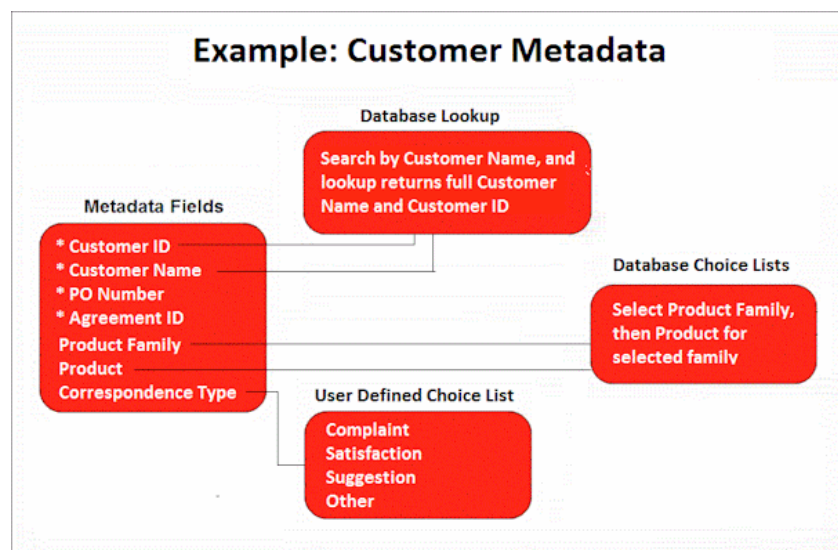 Example: Customer Metadata
Database Lookup
Search by Customer Name, and
lookup returns full Customer
Name and Customer ID
Metadata Fields
* Customer ID
* Customer Name
* PO Number
* Agreement ID
Product Family
Product
Correspondence Type
Database Choice Lists
Select Product Family,
then Product for
selected family
User Defined Choice List
Complaint
Satisfaction
Suggestion
Other